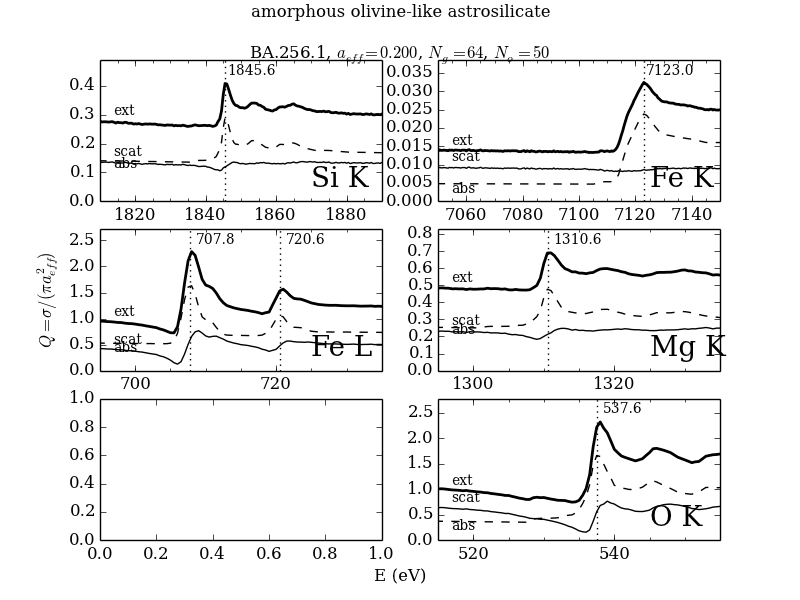 amorphous olivine-like astrosilicate
BA.256.1, a_eff=0.200, N_g=64, N_o=50
0.4
0.3
0.2
0.1
0.0
1845.6
ext
scat
abs
Si K
1820
1840
1860
1880
0.035
0.030
0.025
0.020
0.015
0.010
0.005
0.000
7123.0
ext
scat
abs
Fe K
7060
7080
7100
7120
7140
Q=σ/(πa²_eff)
2.5
2.0
1.5
1.0
0.5
0.0
707.8
720.6
ext
scat
abs
Fe L
700
720
0.8
0.7
0.6
0.5
0.4
0.3
0.2
0.1
0.0
1310.6
ext
scat
abs
Mg K
1300
1320
1.0
0.8
0.6
0.4
0.2
0.0
0.0
0.2
0.4
0.6
0.8
1.0
2.5
2.0
1.5
1.0
0.5
0.0
537.6
ext
scat
abs
O K
520
540
E (eV)